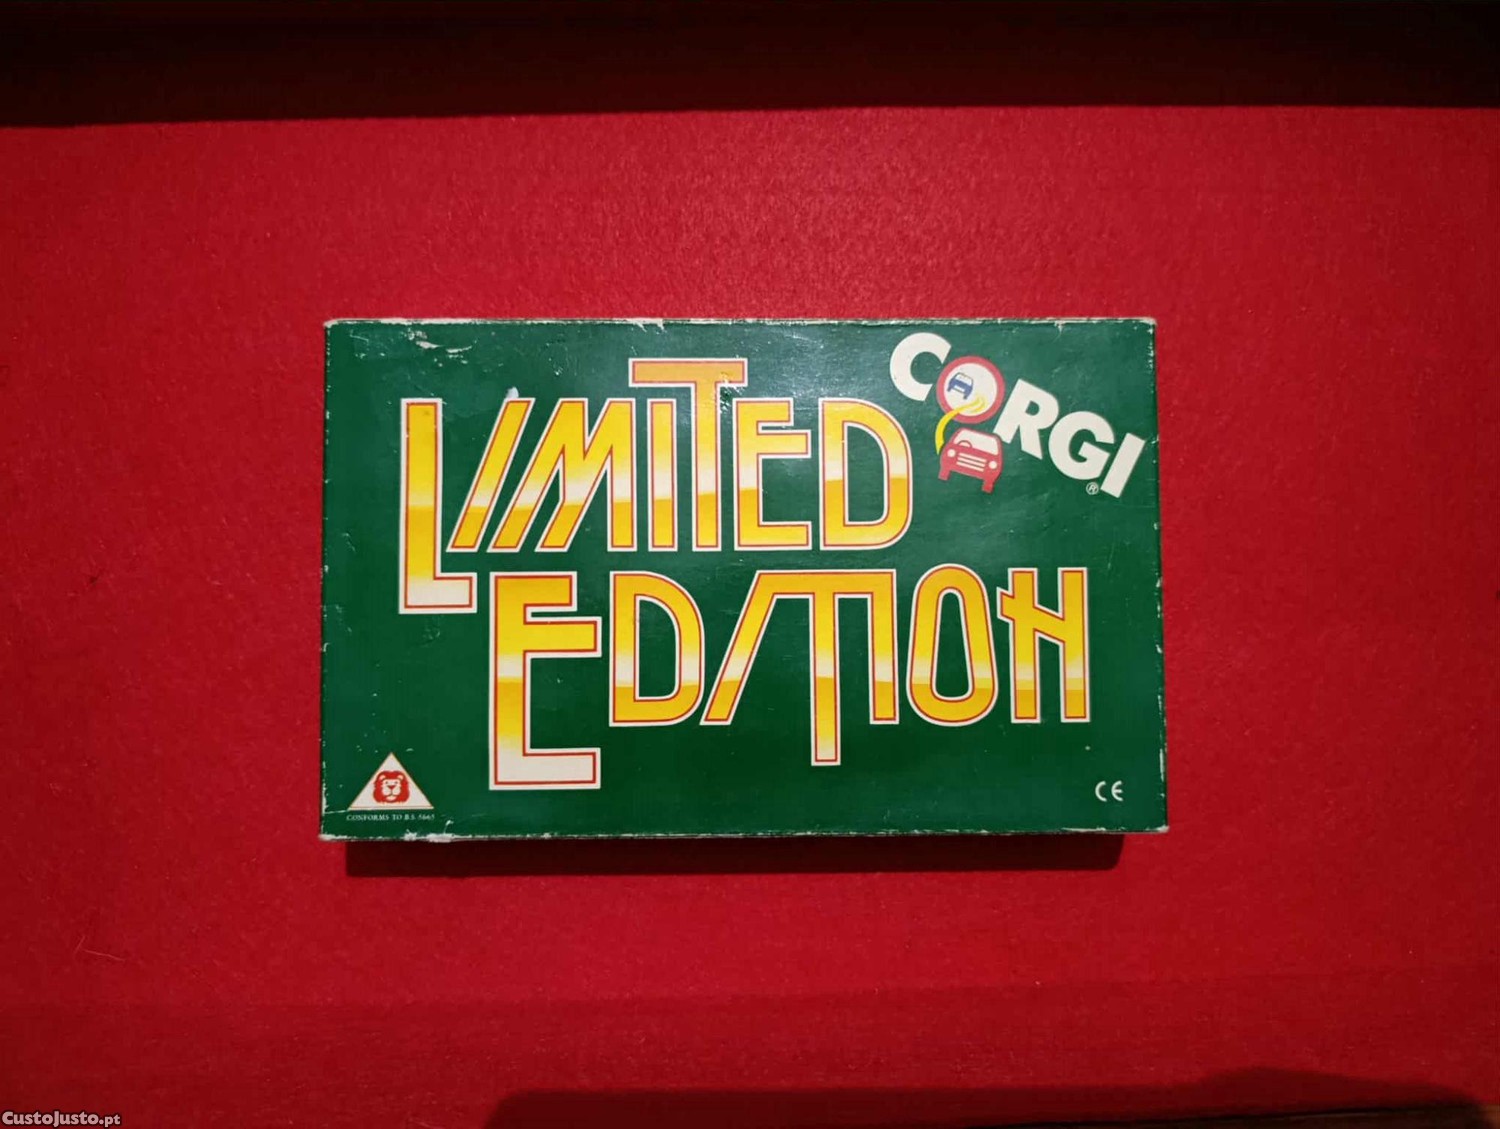 CORGI
®
LIMITED
EDITION
CONFORMS TO B.S. 5665
CE
CustoJusto.pt